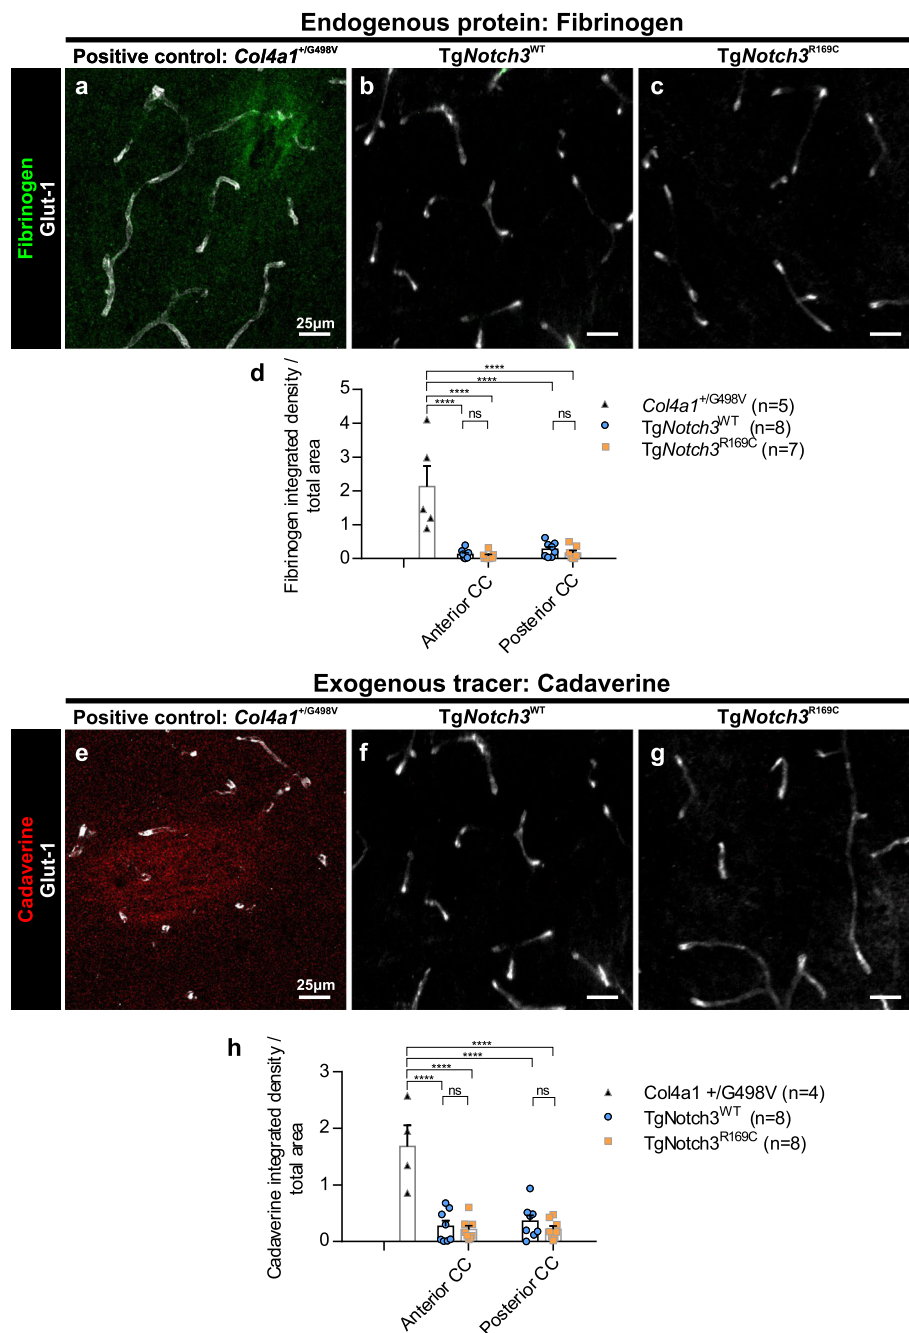 Endogenous protein: Fibrinogen
Positive control: Col4a1+/G498V
TgNotch3WT
TgNotch3R169C
Fibrinogen
Glut-1
a
b
c
25µm
d
Fibrinogen integrated density /
total area
5
4
3
2
1
0
****
****
****
****
ns
ns
Anterior CC
Posterior CC
Col4a1+/G498V (n=5)
TgNotch3WT (n=8)
TgNotch3R169C (n=7)
Exogenous tracer: Cadaverine
Positive control: Col4a1+/G498V
TgNotch3WT
TgNotch3R169C
Cadaverine
Glut-1
e
f
g
25µm
h
Cadaverine integrated density /
total area
3
2
1
0
****
****
****
****
ns
ns
Anterior CC
Posterior CC
Col4a1 +/G498V (n=4)
TgNotch3WT (n=8)
TgNotch3R169C (n=8)